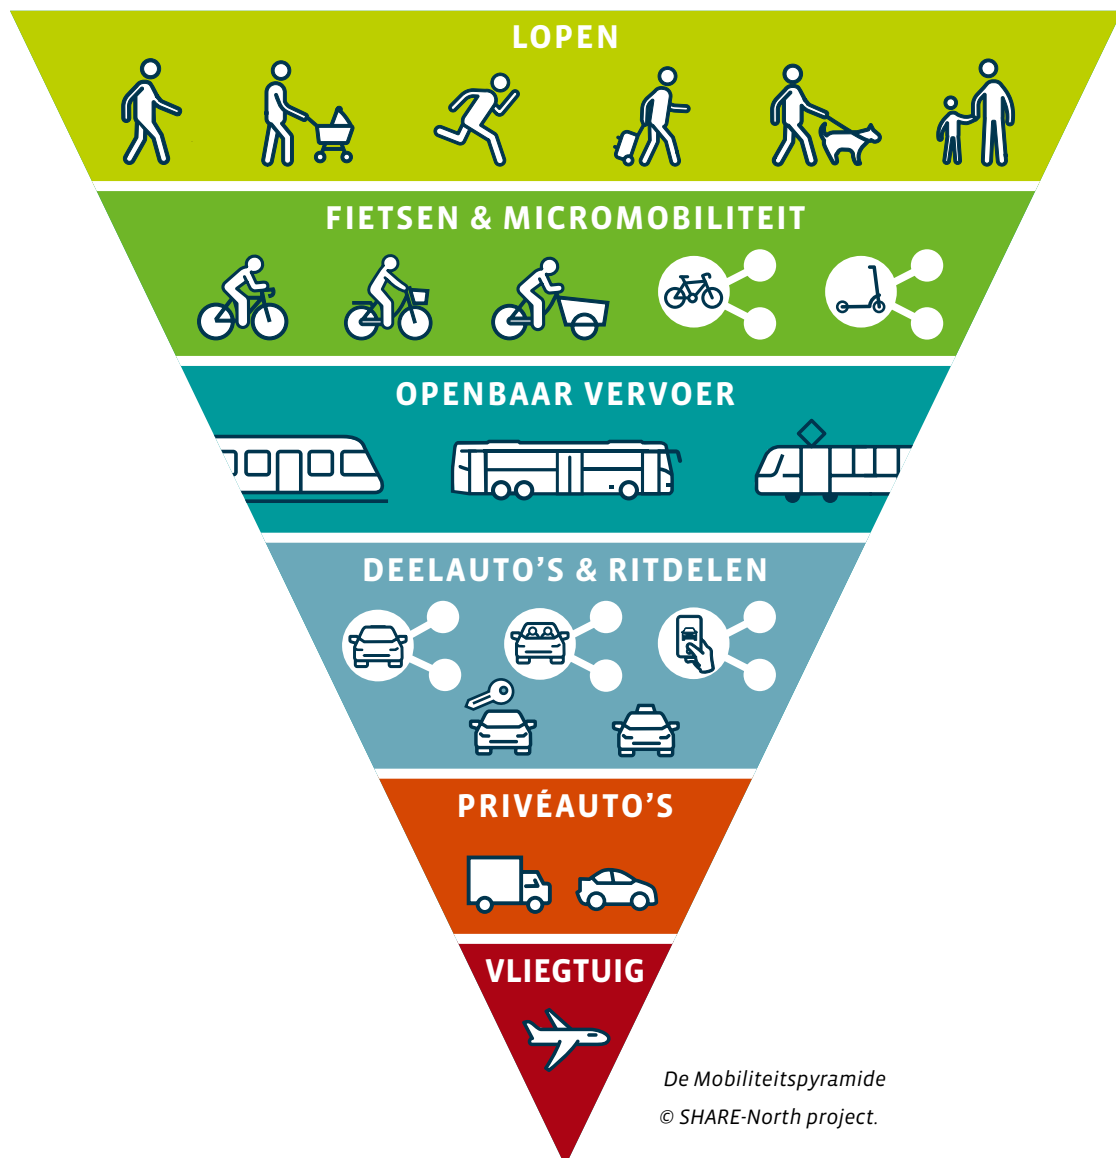 LOPEN
FIETSEN & MICROMOBILITEIT
OPENBAAR VERVOER
DEELAUTO’S & RITDELEN
PRIVÉAUTO’S
VLIEGTUIG
De Mobiliteitspyramide
© SHARE-North project.